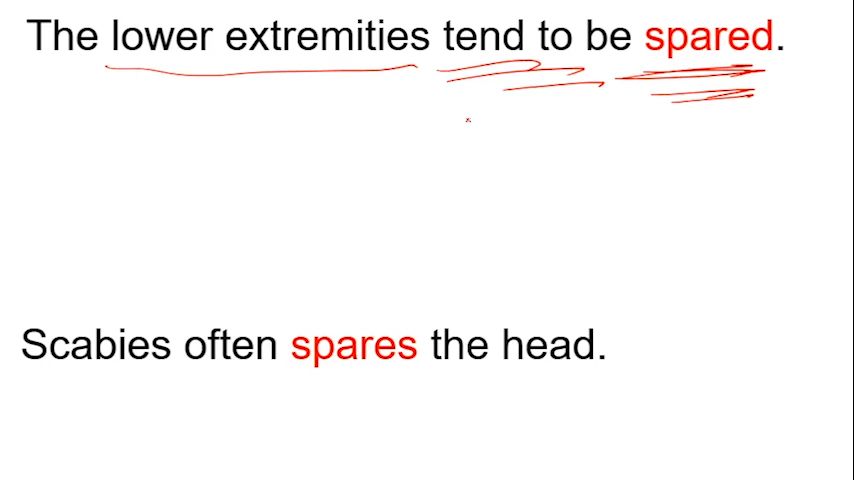 The lower extremities tend to be spared.
Scabies often spares the head.